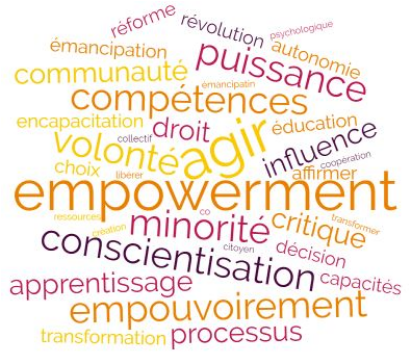 réforme
révolution
psychologique
émancipation
puissance
autonomie
communauté
émancipatin
compétences
encapacitation
collectif
droit
agir
éducation
volonté
influence
coopération
choix
libérer
affirmer
empowerment
ressources
création
co
minorité
critique
transformer
conscientisation
citoyen
décision
capacités
apprentissage
empouvoirement
transformation
processus